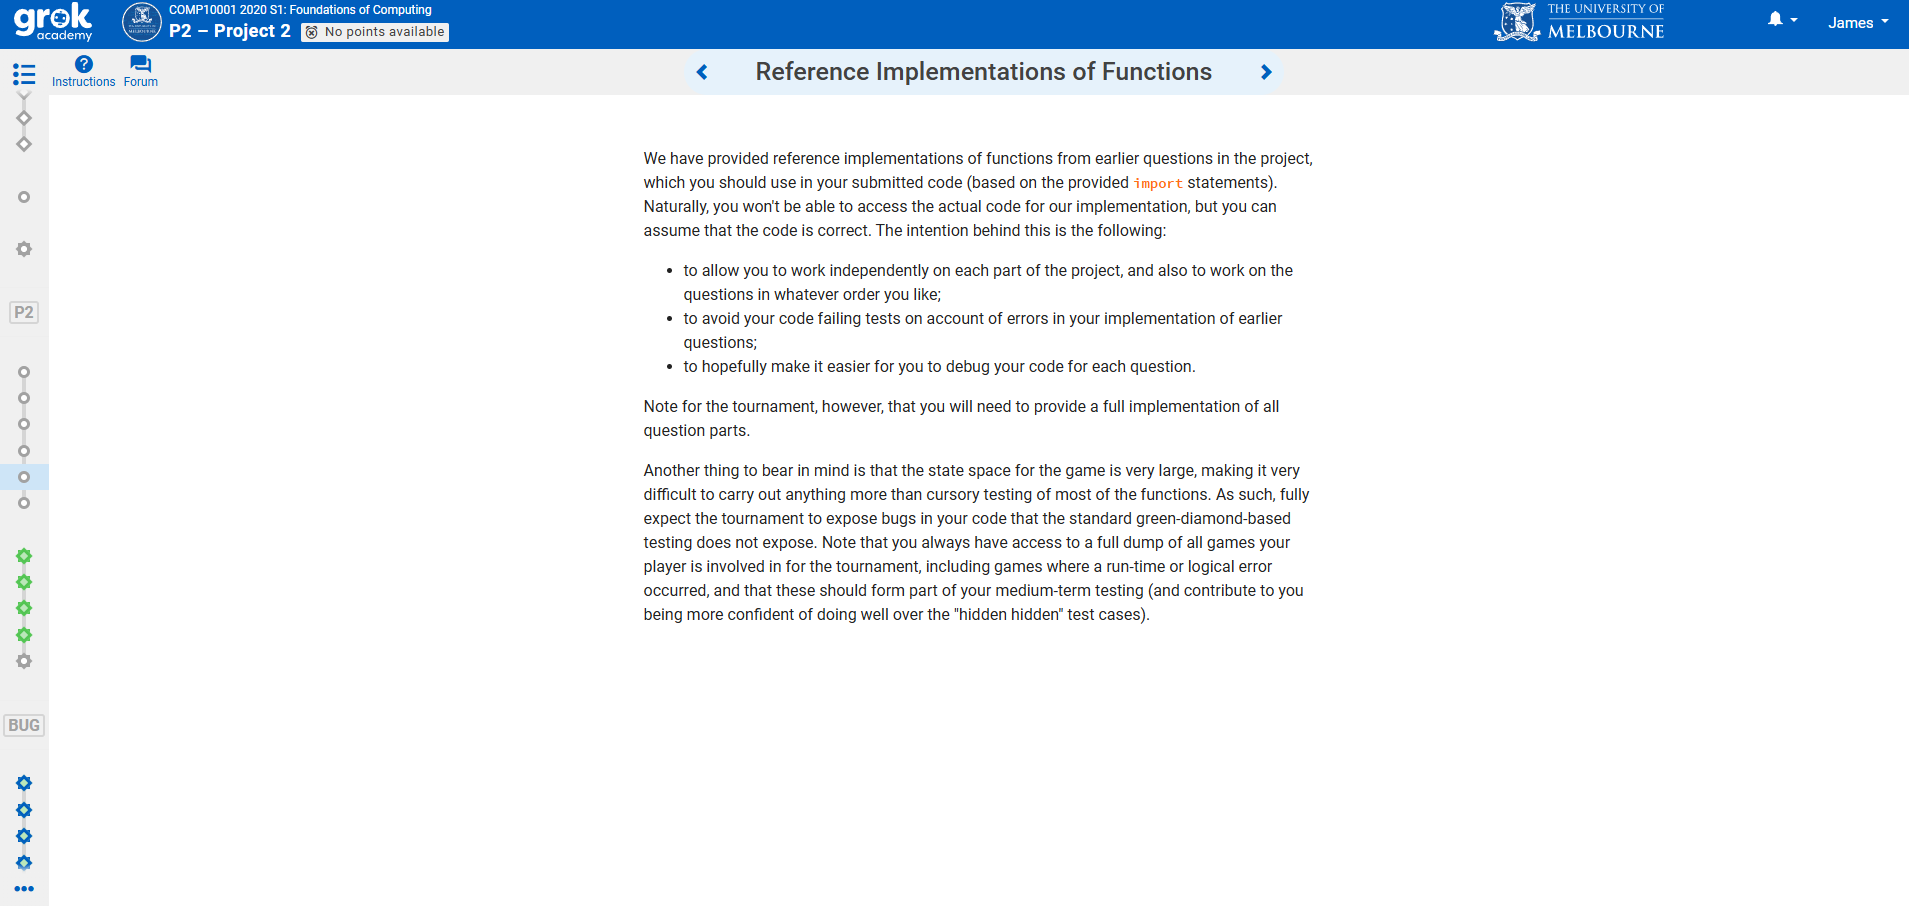 grok
academy
COMP10001 2020 S1: Foundations of Computing
P2 – Project 2
No points available
THE UNIVERSITY OF
MELBOURNE
James
Instructions
Forum
Reference Implementations of Functions
We have provided reference implementations of functions from earlier questions in the project,
which you should use in your submitted code (based on the provided import statements).
Naturally, you won't be able to access the actual code for our implementation, but you can
assume that the code is correct. The intention behind this is the following:
• to allow you to work independently on each part of the project, and also to work on the
questions in whatever order you like;
• to avoid your code failing tests on account of errors in your implementation of earlier
questions;
• to hopefully make it easier for you to debug your code for each question.
Note for the tournament, however, that you will need to provide a full implementation of all
question parts.
Another thing to bear in mind is that the state space for the game is very large, making it very
difficult to carry out anything more than cursory testing of most of the functions. As such, fully
expect the tournament to expose bugs in your code that the standard green-diamond-based
testing does not expose. Note that you always have access to a full dump of all games your
player is involved in for the tournament, including games where a run-time or logical error
occurred, and that these should form part of your medium-term testing (and contribute to you
being more confident of doing well over the "hidden hidden" test cases).
P2
BUG